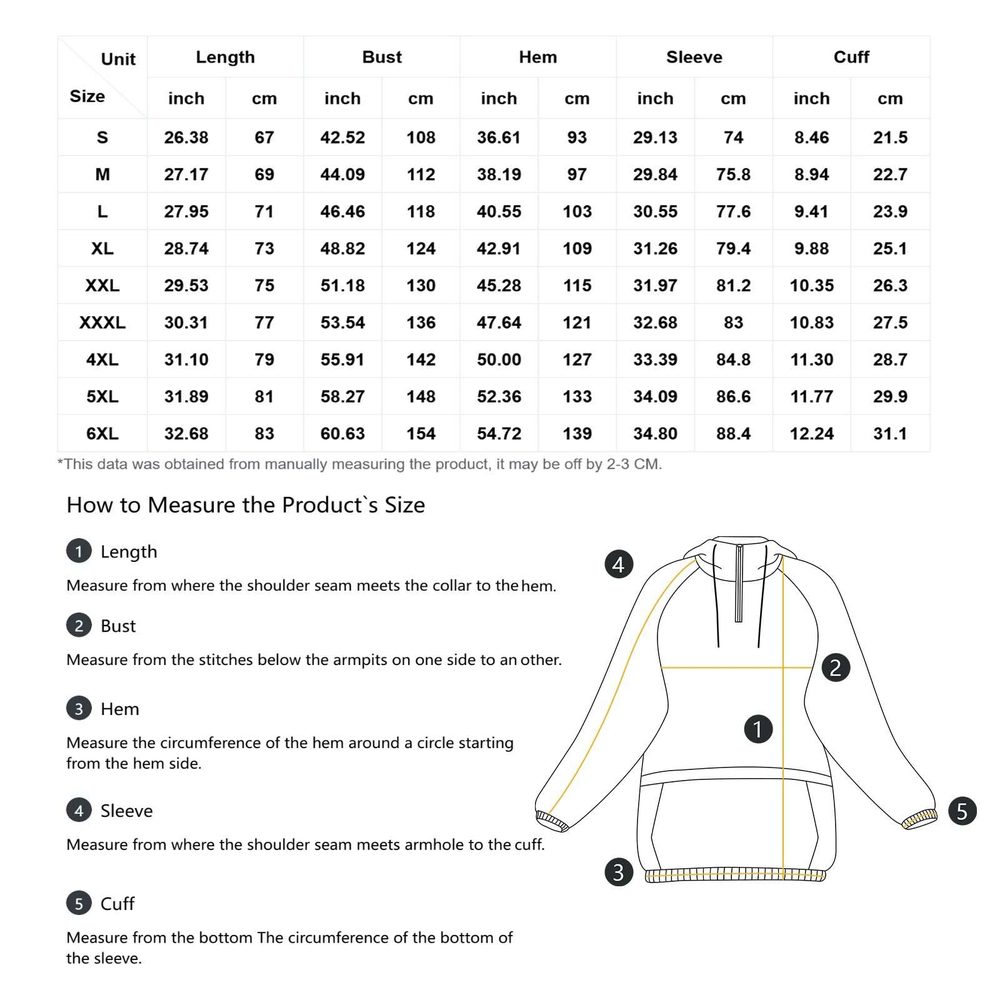 Unit Length Bust Hem Sleeve Cuff
Size inch cm inch cm inch cm inch cm inch cm
S 26.38 67 42.52 108 36.61 93 29.13 74 8.46 21.5
M 27.17 69 44.09 112 38.19 97 29.84 75.8 8.94 22.7
L 27.95 71 46.46 118 40.55 103 30.55 77.6 9.41 23.9
XL 28.74 73 48.82 124 42.91 109 31.26 79.4 9.88 25.1
XXL 29.53 75 51.18 130 45.28 115 31.97 81.2 10.35 26.3
XXXL 30.31 77 53.54 136 47.64 121 32.68 83 10.83 27.5
4XL 31.10 79 55.91 142 50.00 127 33.39 84.8 11.30 28.7
5XL 31.89 81 58.27 148 52.36 133 34.09 86.6 11.77 29.9
6XL 32.68 83 60.63 154 54.72 139 34.80 88.4 12.24 31.1
*This data was obtained from manually measuring the product, it may be off by 2-3 CM.
How to Measure the Product`s Size
1 Length
Measure from where the shoulder seam meets the collar to the hem.
2 Bust
Measure from the stitches below the armpits on one side to an other.
3 Hem
Measure the circumference of the hem around a circle starting
from the hem side.
4 Sleeve
Measure from where the shoulder seam meets armhole to the cuff.
5 Cuff
Measure from the bottom The circumference of the bottom of
the sleeve.
4
2
1
5
3